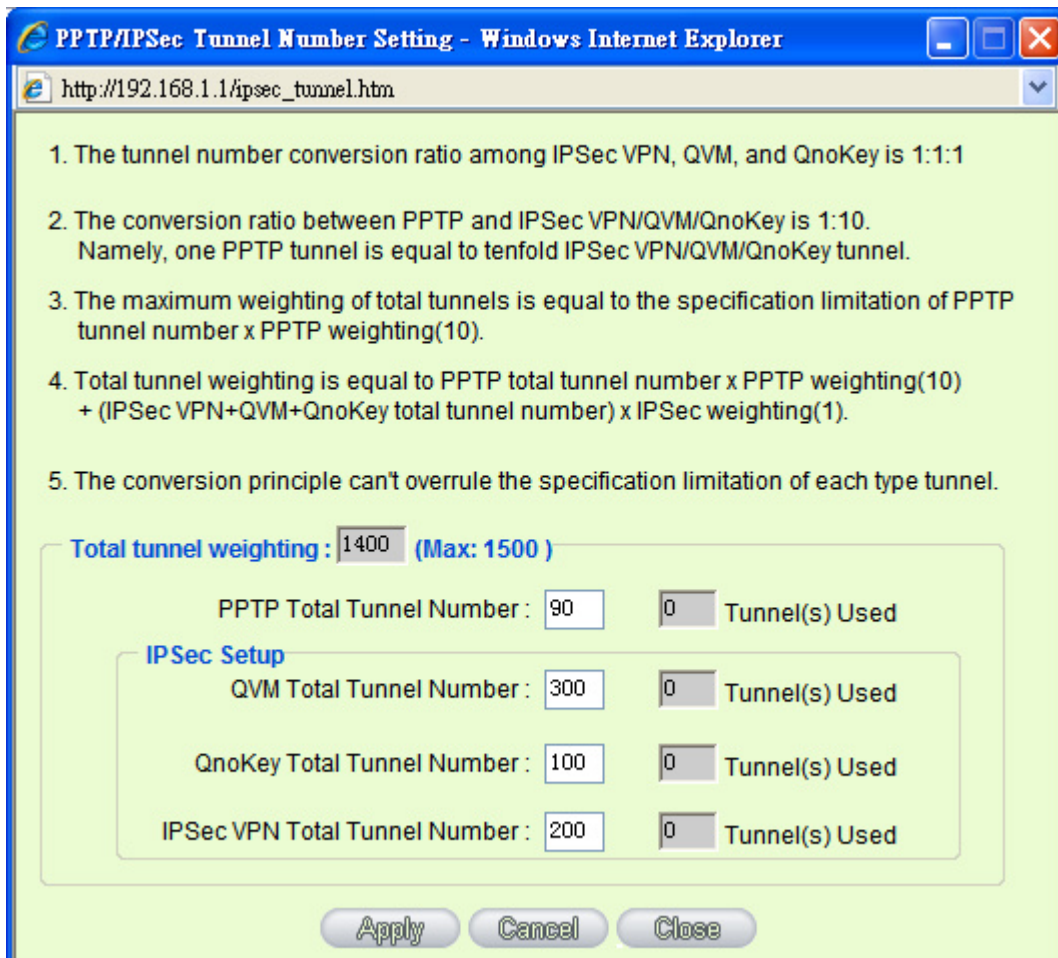 PPTP/IPSec Tunnel Number Setting - Windows Internet Explorer
http://192.168.1.1/ipsec_tunnel.htm
1. The tunnel number conversion ratio among IPSec VPN, QVM, and QnoKey is 1:1:1
2. The conversion ratio between PPTP and IPSec VPN/QVM/QnoKey is 1:10.
Namely, one PPTP tunnel is equal to tenfold IPSec VPN/QVM/QnoKey tunnel.
3. The maximum weighting of total tunnels is equal to the specification limitation of PPTP
tunnel number x PPTP weighting(10).
4. Total tunnel weighting is equal to PPTP total tunnel number x PPTP weighting(10)
+ (IPSec VPN+QVM+QnoKey total tunnel number) x IPSec weighting(1).
5. The conversion principle can't overrule the specification limitation of each type tunnel.
Total tunnel weighting : 1400 (Max: 1500 )
PPTP Total Tunnel Number : 90 0 Tunnel(s) Used
IPSec Setup
QVM Total Tunnel Number : 300 0 Tunnel(s) Used
QnoKey Total Tunnel Number : 100 0 Tunnel(s) Used
IPSec VPN Total Tunnel Number : 200 0 Tunnel(s) Used
Apply Cancel Close